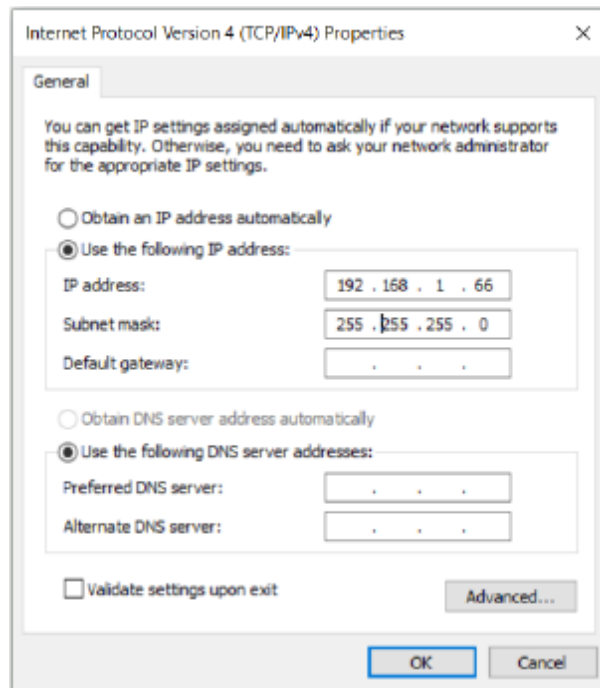 Internet Protocol Version 4 (TCP/IPv4) Properties
General
You can get IP settings assigned automatically if your network supports
this capability. Otherwise, you need to ask your network administrator
for the appropriate IP settings.
Obtain an IP address automatically
Use the following IP address:
IP address: 192 . 168 . 1 . 66
Subnet mask: 255 . 255 . 255 . 0
Default gateway: . . .
Obtain DNS server address automatically
Use the following DNS server addresses:
Preferred DNS server: . . .
Alternate DNS server: . . .
Validate settings upon exit
Advanced...
OK Cancel